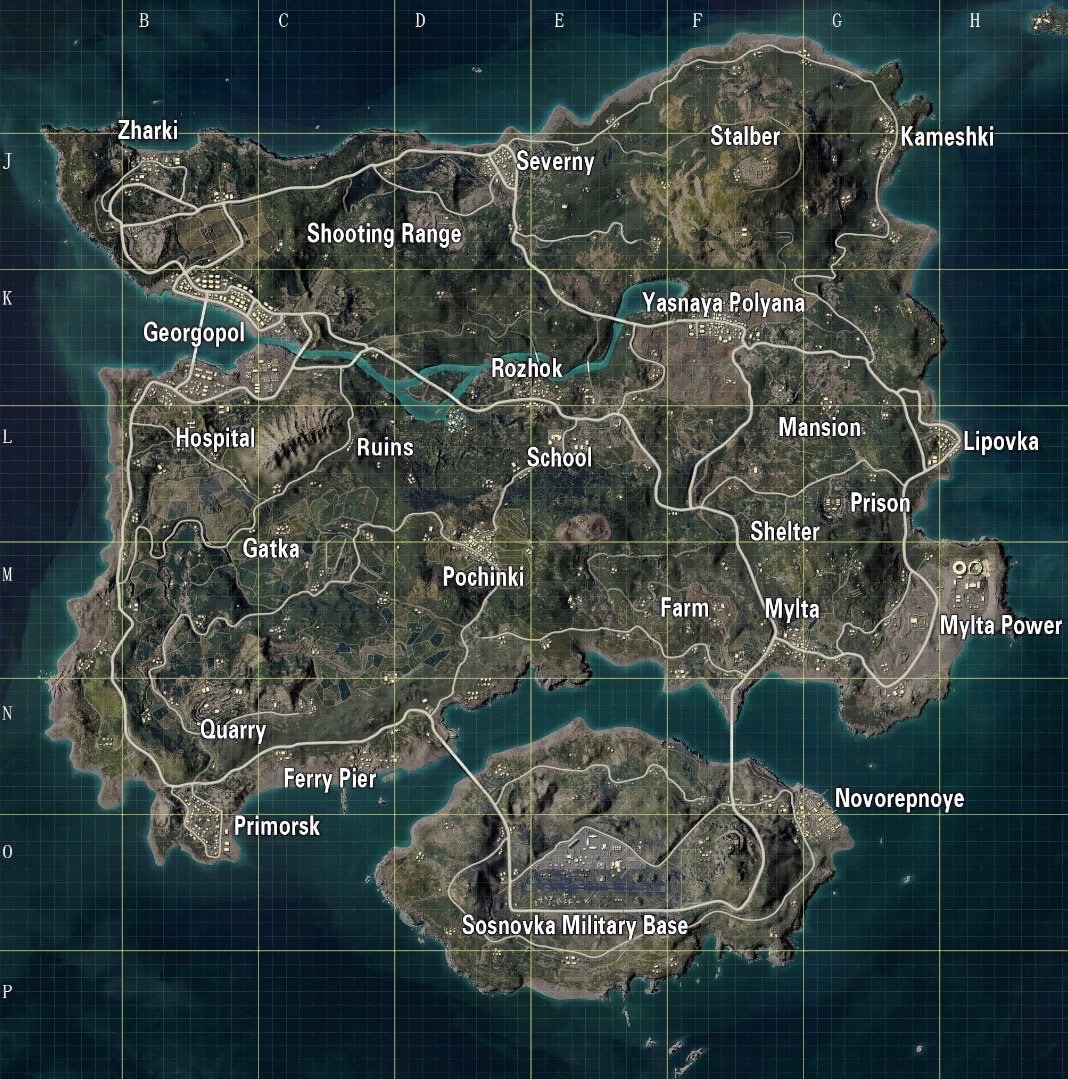 B C D E F G H
Zharki
Stalber
Kameshki
J
Severny
Shooting Range
K
Yasnaya Polyana
Georgopol
Rozhok
Mansion
L
Hospital
Lipovka
Ruins
School
Prison
Shelter
Gatka
M
Pochinki
Farm
Mylta
Mylta Power
N
Quarry
Ferry Pier
Novorepnoye
Primorsk
O
Sosnovka Military Base
P